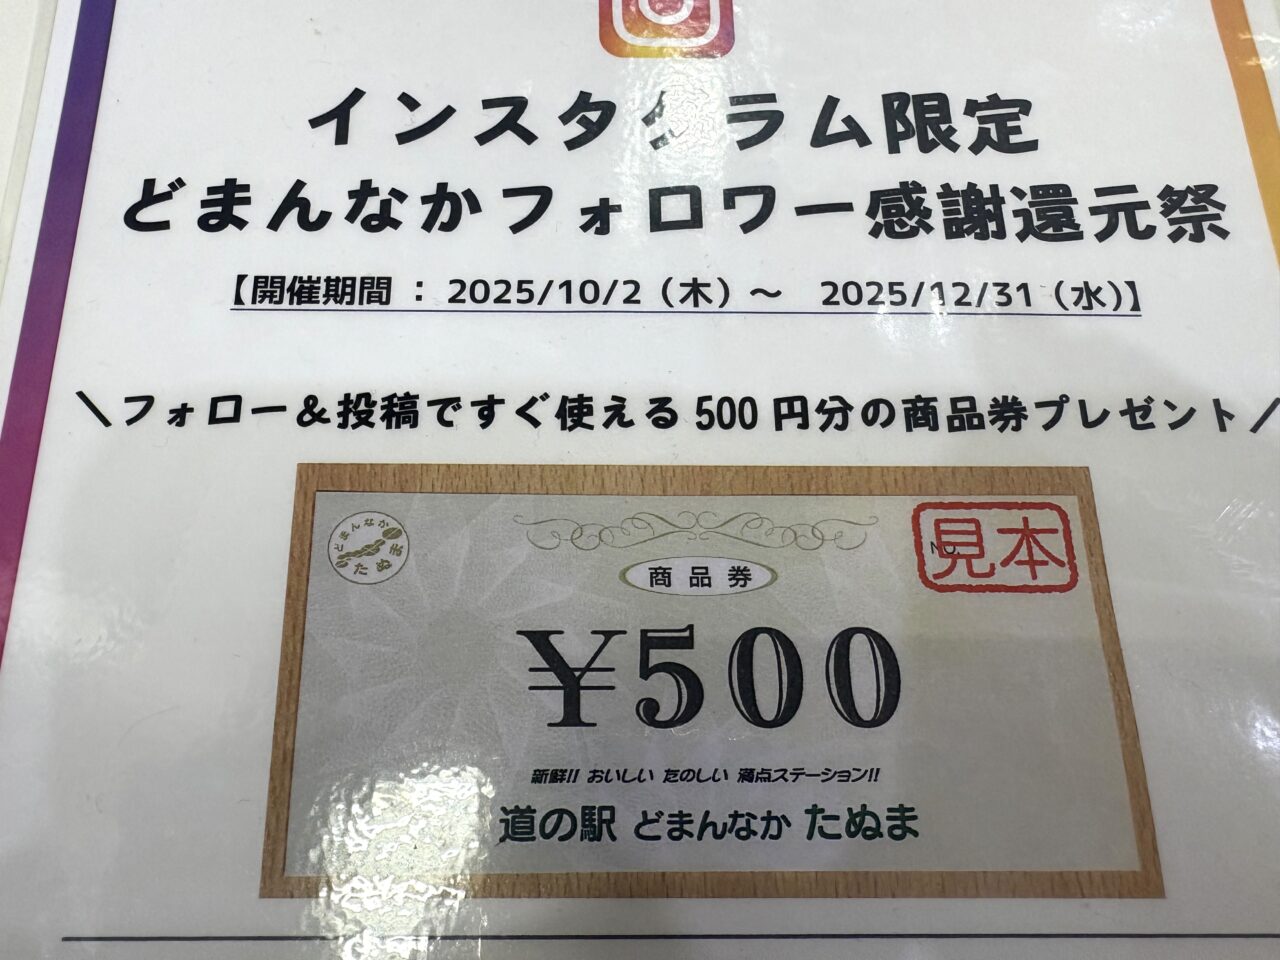 インスタグラム限定
どまんなかフォロワー感謝還元祭
【開催期間 : 2025/10/2（木）～ 2025/12/31（水）】
＼フォロー＆投稿ですぐ使える500円分の商品券プレゼント／
どまんなか
たぬま
商品券
No.
見本
¥500
新鮮!! おいしい たのしい 満点ステーション!!
道の駅 どまんなか たぬま